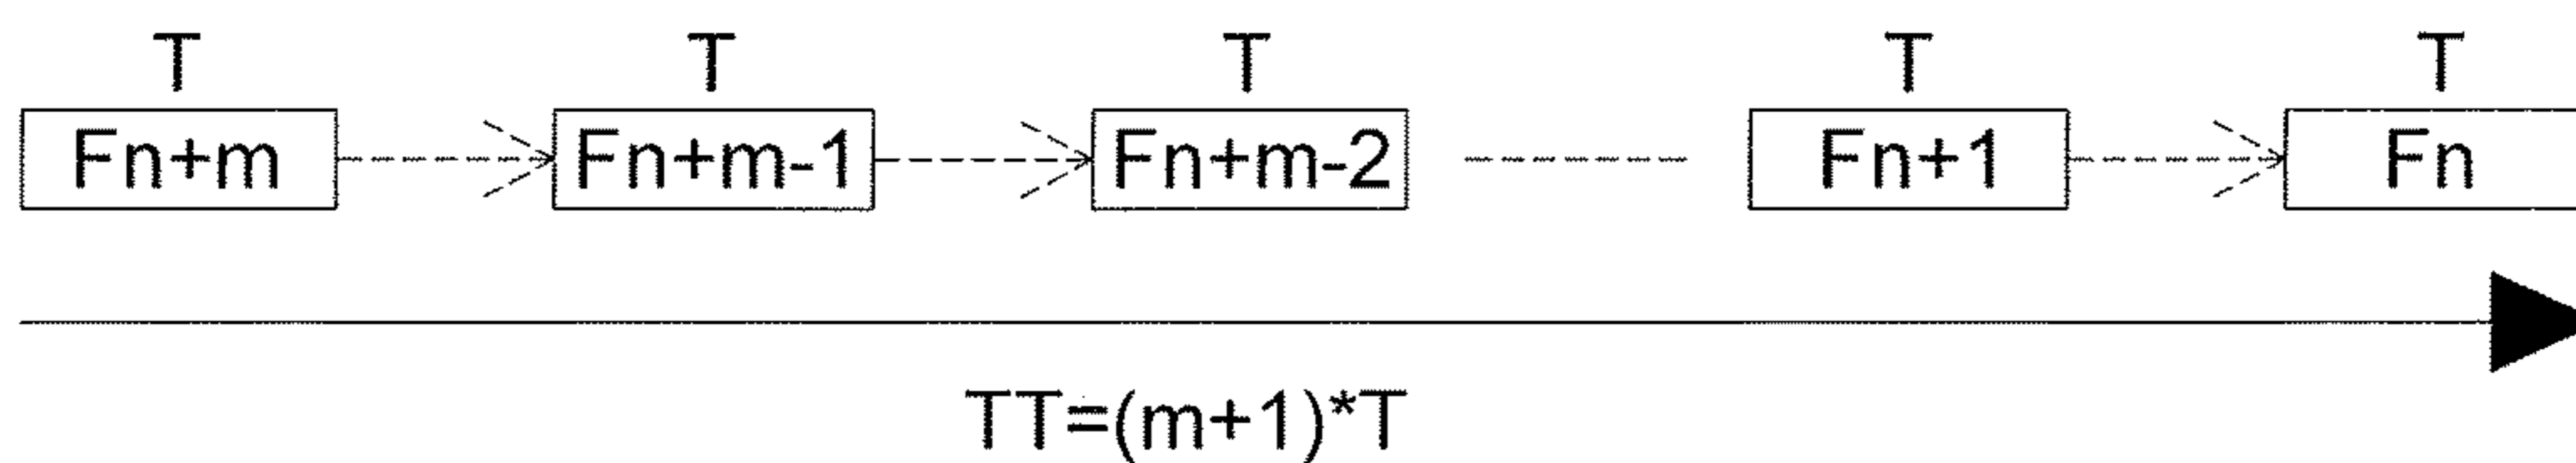 T T T T T
Fn+m Fn+m-1 Fn+m-2 Fn+1 Fn
TT=(m+1)*T